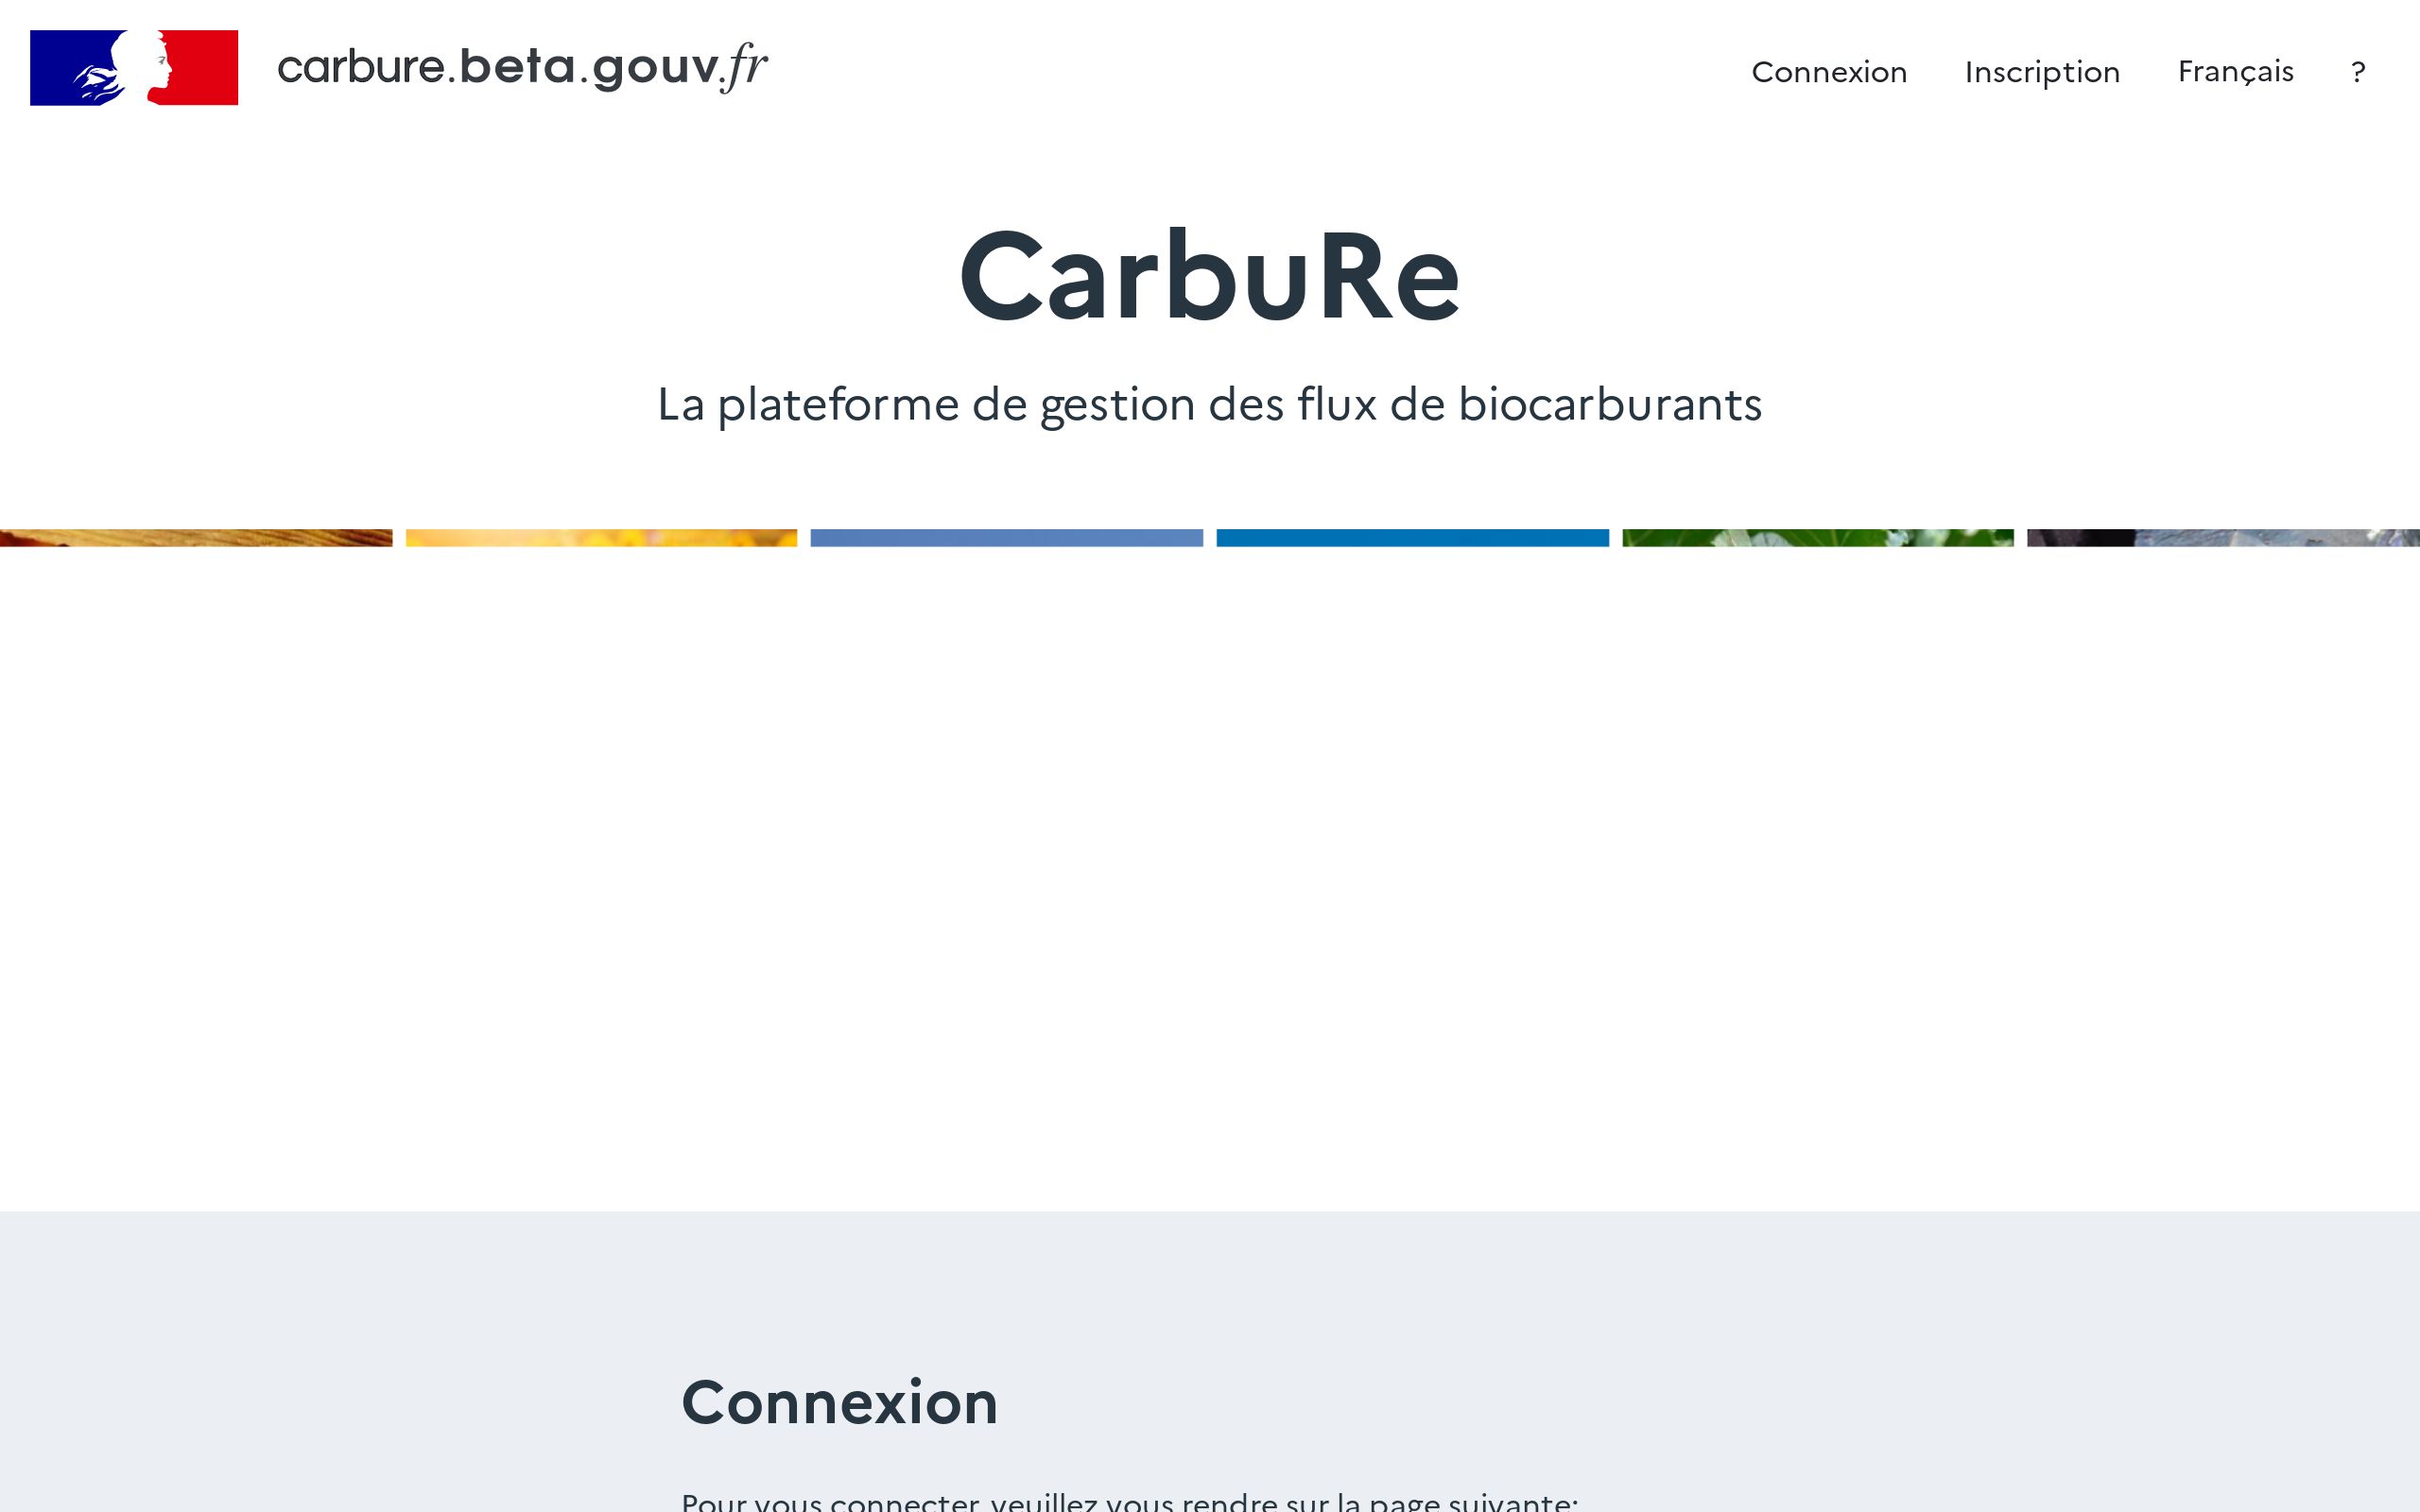 carbure.beta.gouv.fr
Connexion
Inscription
Français
?
CarbuRe
La plateforme de gestion des flux de biocarburants
Connexion
Pour vous connecter, veuillez vous rendre sur la page suivante: